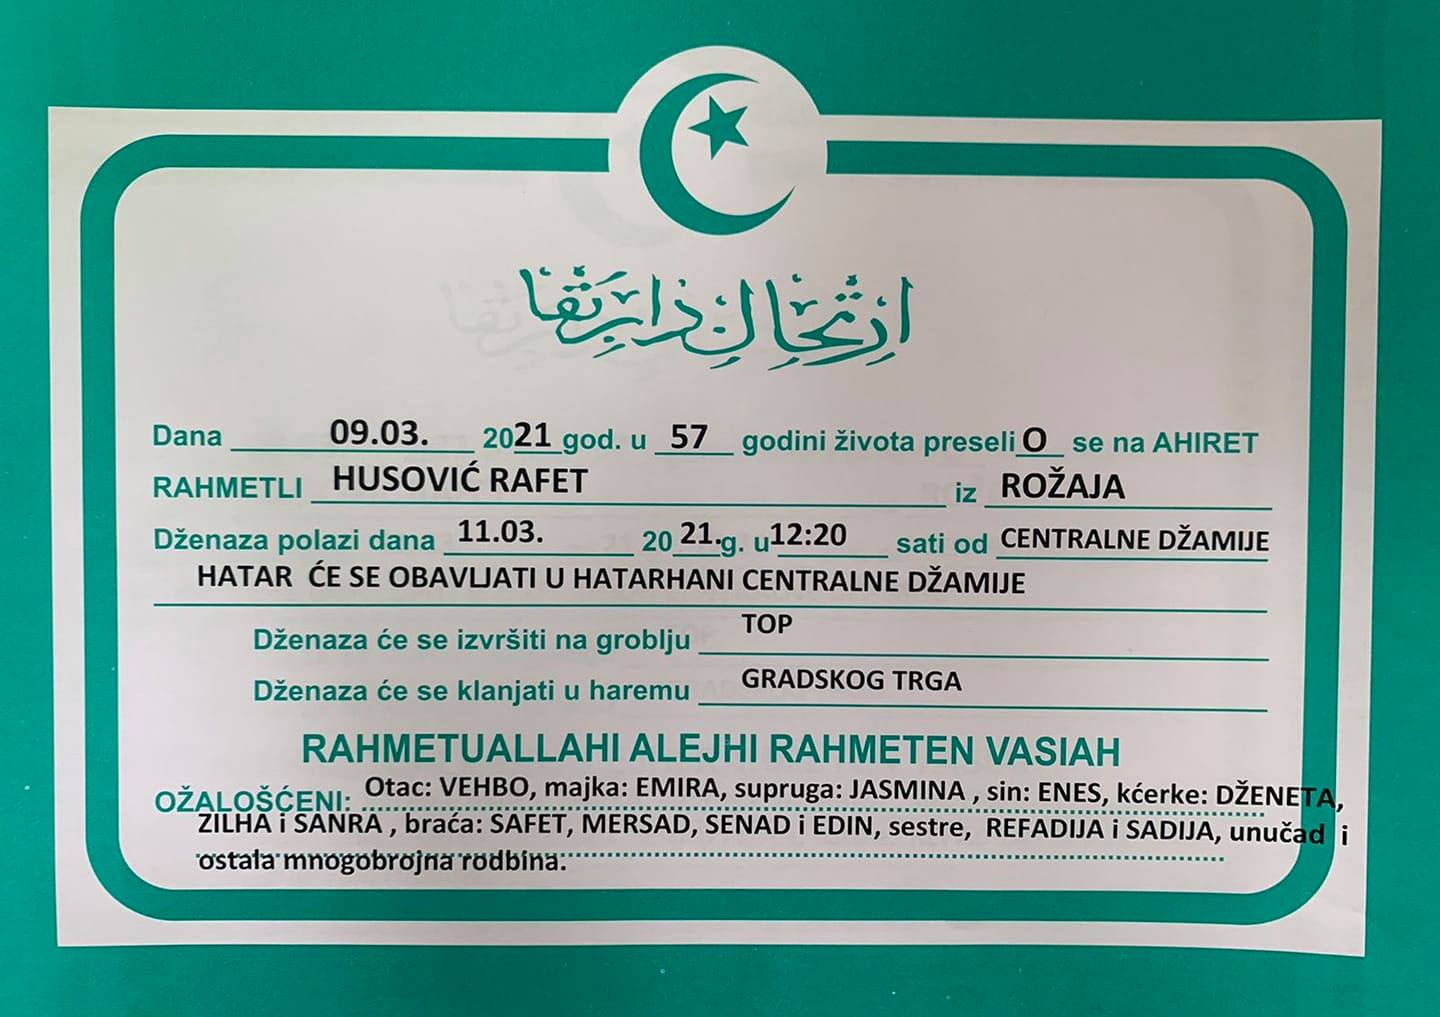 ارتحال دار بقا
Dana 09.03. 2021 god. u 57 godini života preseliO se na AHIRET
RAHMETLI HUSOVIĆ RAFET iz ROŽAJA
Dženaza polazi dana 11.03. 20 21.g. u 12:20 sati od CENTRALNE DŽAMIJE
HATAR ĆE SE OBAVLJATI U HATARHANI CENTRALNE DŽAMIJE
Dženaza će se izvršiti na groblju TOP
Dženaza će se klanjati u haremu GRADSKOG TRGA
RAHMETUALLAHI ALEJHI RAHMETEN VASIAH
OŽALOŠĆENI: Otac: VEHBO, majka: EMIRA, supruga: JASMINA , sin: ENES, kćerke: DŽENETA,
ZILHA i SANRA , braća: SAFET, MERSAD, SENAD i EDIN, sestre, REFADIJA i SADIJA, unučad i
ostala mnogobrojna rodbina.